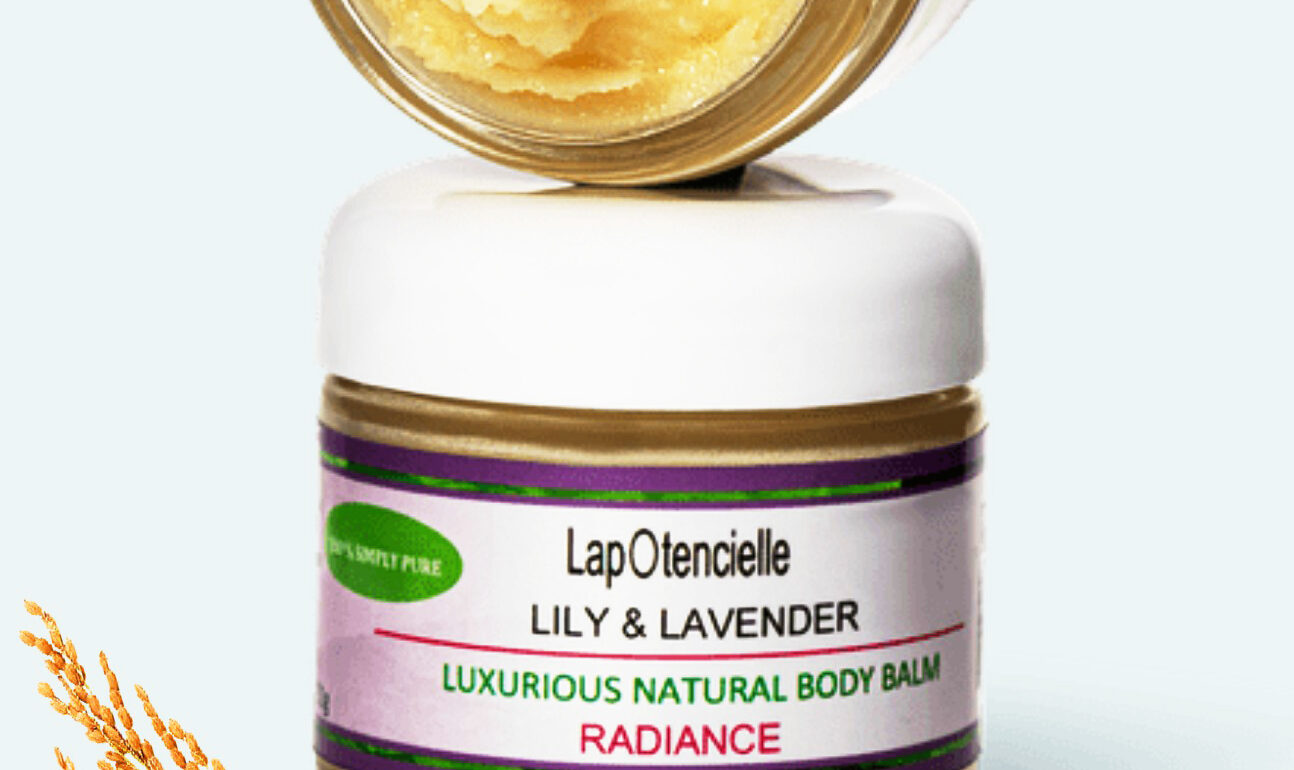 100% SIMPLY PURE
LapOtencielle
LILY & LAVENDER
LUXURIOUS NATURAL BODY BALM
RADIANCE